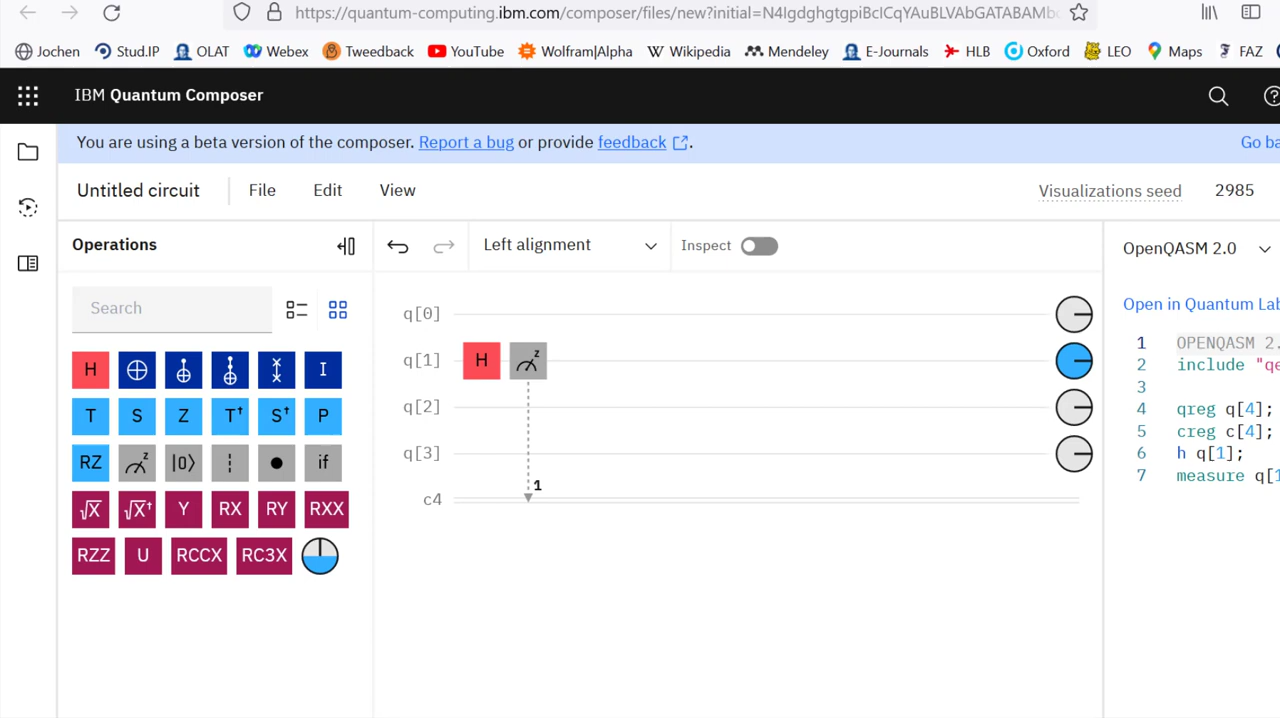 https://quantum-computing.ibm.com/composer/files/new?initial=
Jochen Stud.IP OLAT Webex Tweedback YouTube Wolfram|Alpha Wikipedia Mendeley E-Journals HLB Oxford LEO Maps FAZ
IBM Quantum Composer
You are using a beta version of the composer. Report a bug or provide feedback. Go ba
Untitled circuit File Edit View Visualizations seed 2985
Operations Left alignment Inspect OpenQASM 2.0
Search
Open in Quantum Lab
q[0]
q[1] H z
q[2]
q[3]
c4 1
H I
T S Z T† S† P
RZ z |0⟩ if
√X √X† Y RX RY RXX
RZZ U RCCX RC3X
1 OPENQASM 2.
2 include "qe
3
4 qreg q[4];
5 creg c[4];
6 h q[1];
7 measure q[1